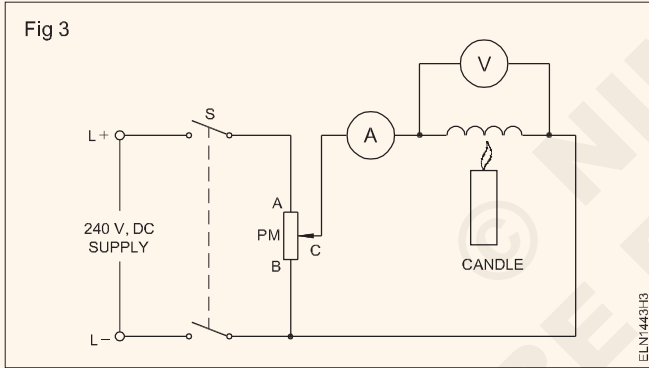 Fig 3
V
S
L+
A
A
240 V, DC
SUPPLY
PM
C
B
CANDLE
L−
ELN1443H3